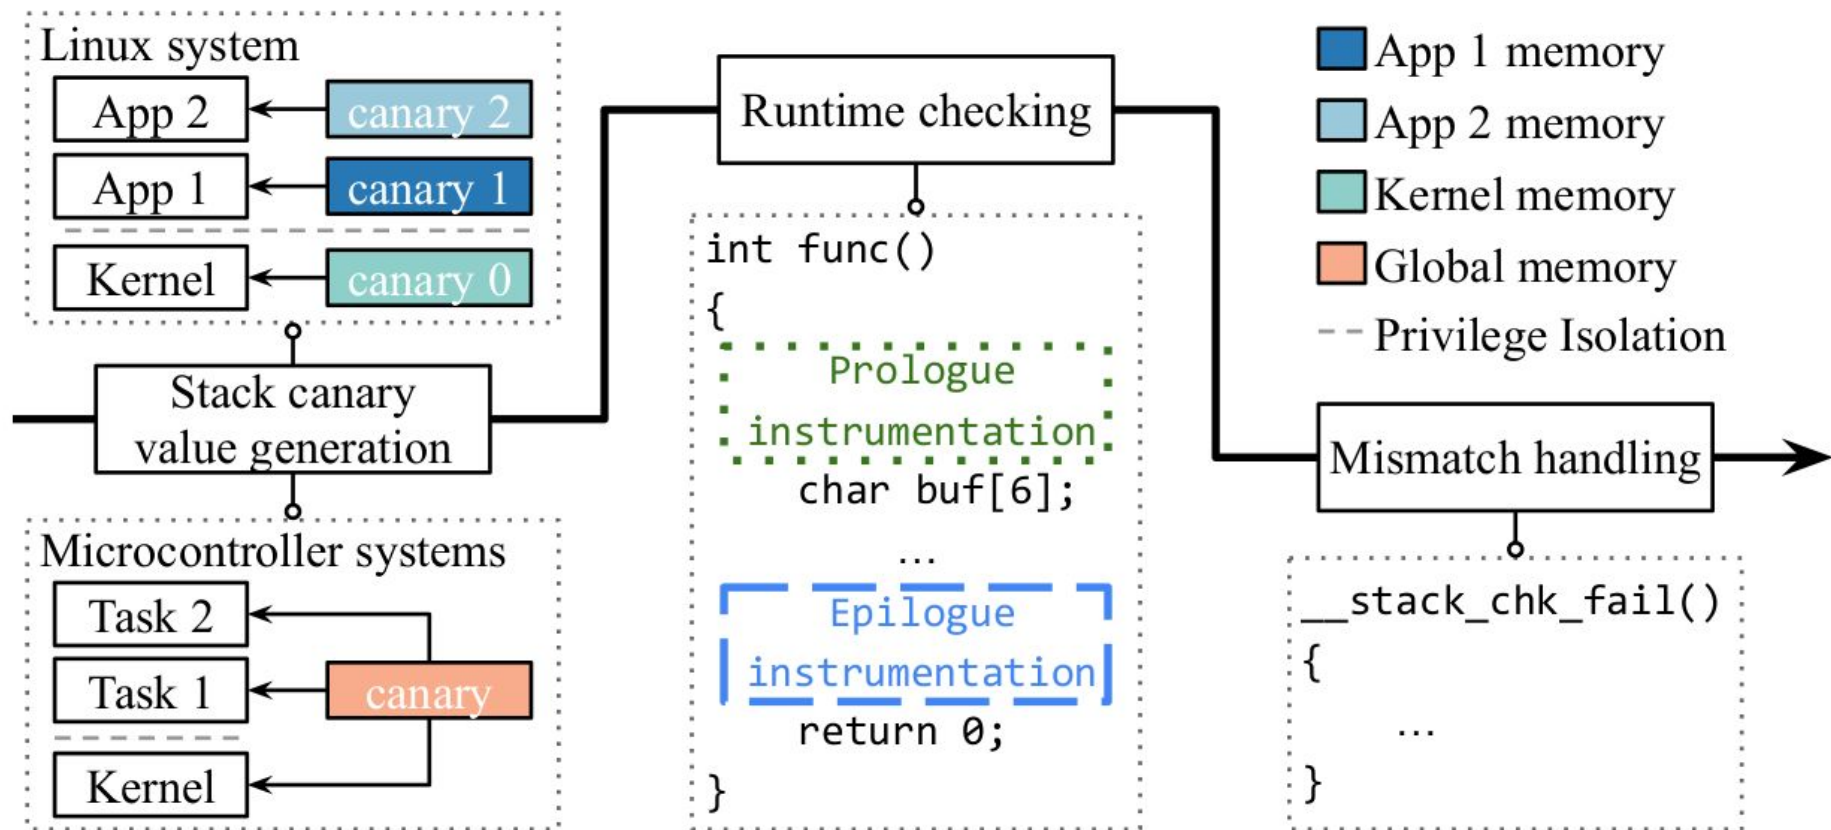 Linux system
App 2
canary 2
App 1
canary 1
Kernel
canary 0
Stack canary
value generation
Microcontroller systems
Task 2
Task 1
canary
Kernel
Runtime checking
int func()
{
Prologue
instrumentation
char buf[6];
...
Epilogue
instrumentation
return 0;
}
App 1 memory
App 2 memory
Kernel memory
Global memory
Privilege Isolation
Mismatch handling
__stack_chk_fail()
{
...
}